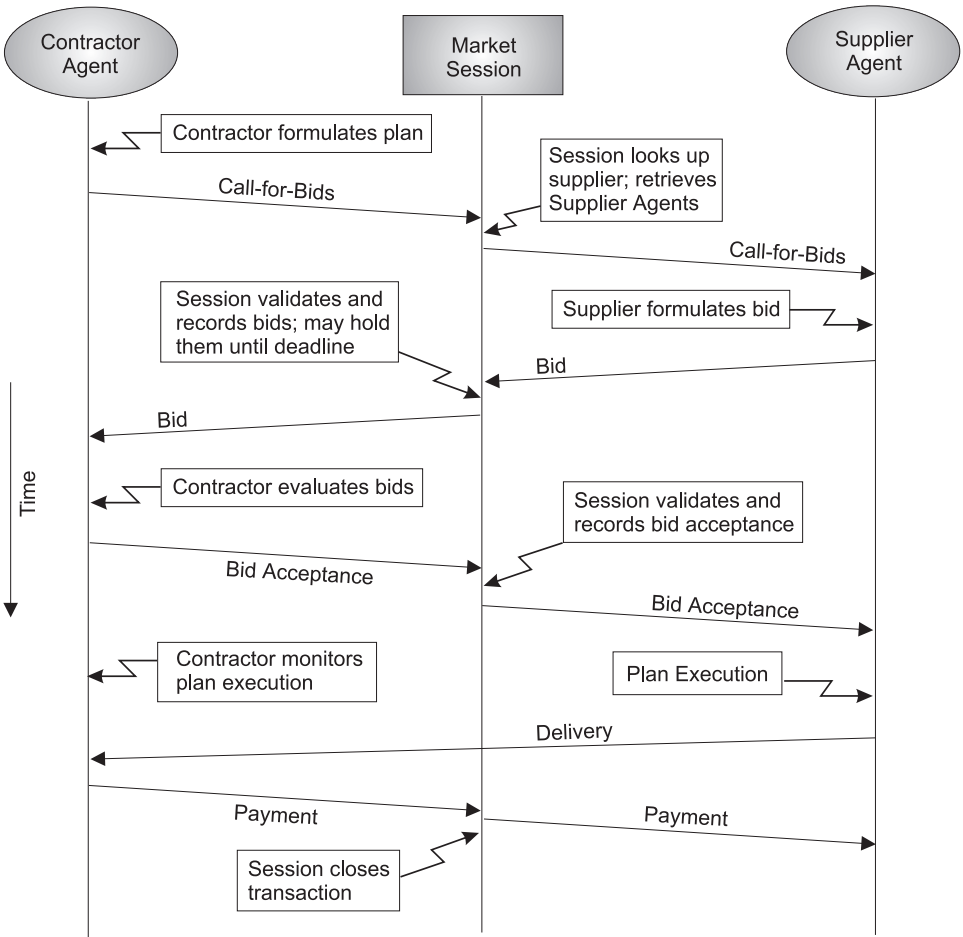 Contractor
Agent
Market
Session
Supplier
Agent
Contractor formulates plan
Session looks up
supplier; retrieves
Supplier Agents
Call-for-Bids
Call-for-Bids
Session validates and
records bids; may hold
them until deadline
Supplier formulates bid
Bid
Bid
Time
Contractor evaluates bids
Session validates and
records bid acceptance
Bid Acceptance
Bid Acceptance
Contractor monitors
plan execution
Plan Execution
Delivery
Payment
Payment
Session closes
transaction